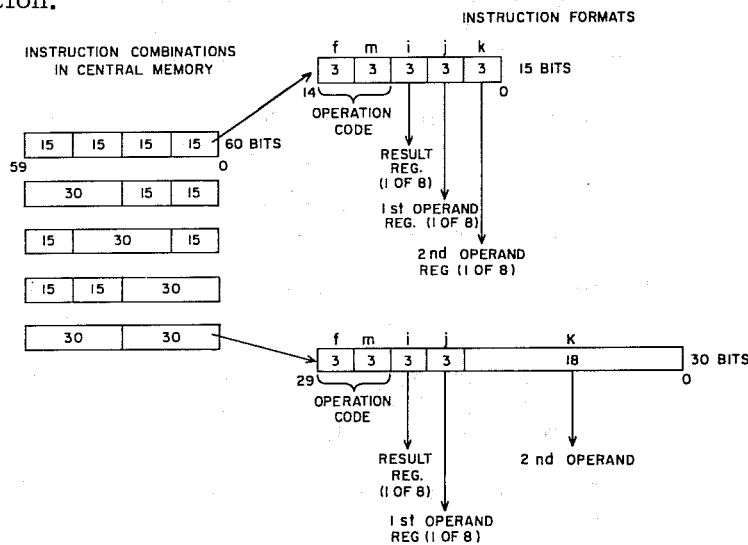 tion.
INSTRUCTION COMBINATIONS
IN CENTRAL MEMORY
15 15 15 15 60 BITS
59 0
30 15 15
15 30 15
15 15 30
30 30
INSTRUCTION FORMATS
f m i j k
3 3 3 3 3 15 BITS
14 0
OPERATION
CODE
RESULT
REG.
(1 OF 8)
1 st OPERAND
REG. (1 OF 8)
2 nd OPERAND
REG (1 OF 8)
f m i j K
3 3 3 3 18 30 BITS
29 0
OPERATION
CODE
RESULT
REG.
(1 OF 8)
2 nd OPERAND
1 st OPERAND
REG (1 OF 8)